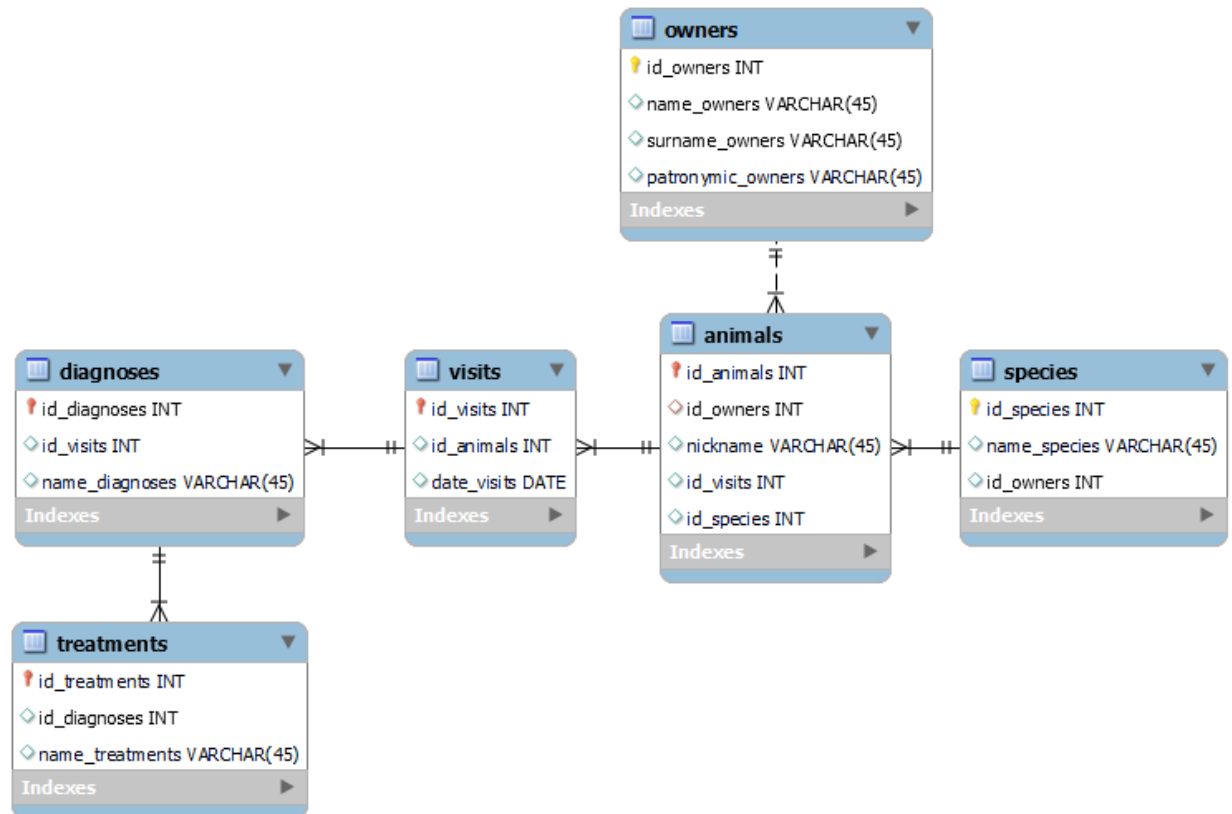 owners
id_owners INT
name_owners VARCHAR(45)
surname_owners VARCHAR(45)
patronymic_owners VARCHAR(45)
Indexes
diagnoses
id_diagnoses INT
id_visits INT
name_diagnoses VARCHAR(45)
Indexes
visits
id_visits INT
id_animals INT
date_visits DATE
Indexes
animals
id_animals INT
id_owners INT
nickname VARCHAR(45)
id_visits INT
id_species INT
Indexes
species
id_species INT
name_species VARCHAR(45)
id_owners INT
Indexes
treatments
id_treatments INT
id_diagnoses INT
name_treatments VARCHAR(45)
Indexes